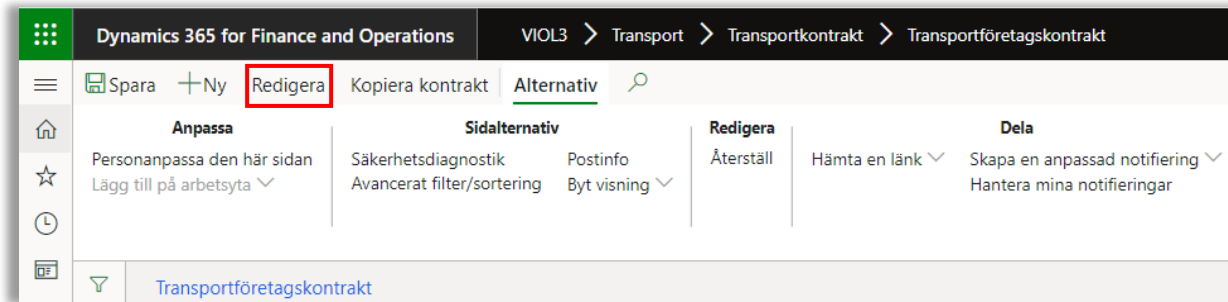 Dynamics 365 for Finance and Operations VIOL3 Transport Transportkontrakt Transportföretagskontrakt
Spara Ny Redigera Kopiera kontrakt Alternativ
Anpassa Sidalternativ Redigera Dela
Personanpassa den här sidan Säkerhetsdiagnostik Postinfo Återställ Hämta en länk Skapa en anpassad notifiering
Lägg till på arbetsyta Avancerat filter/sortering Byt visning Hantera mina notifieringar
Transportföretagskontrakt